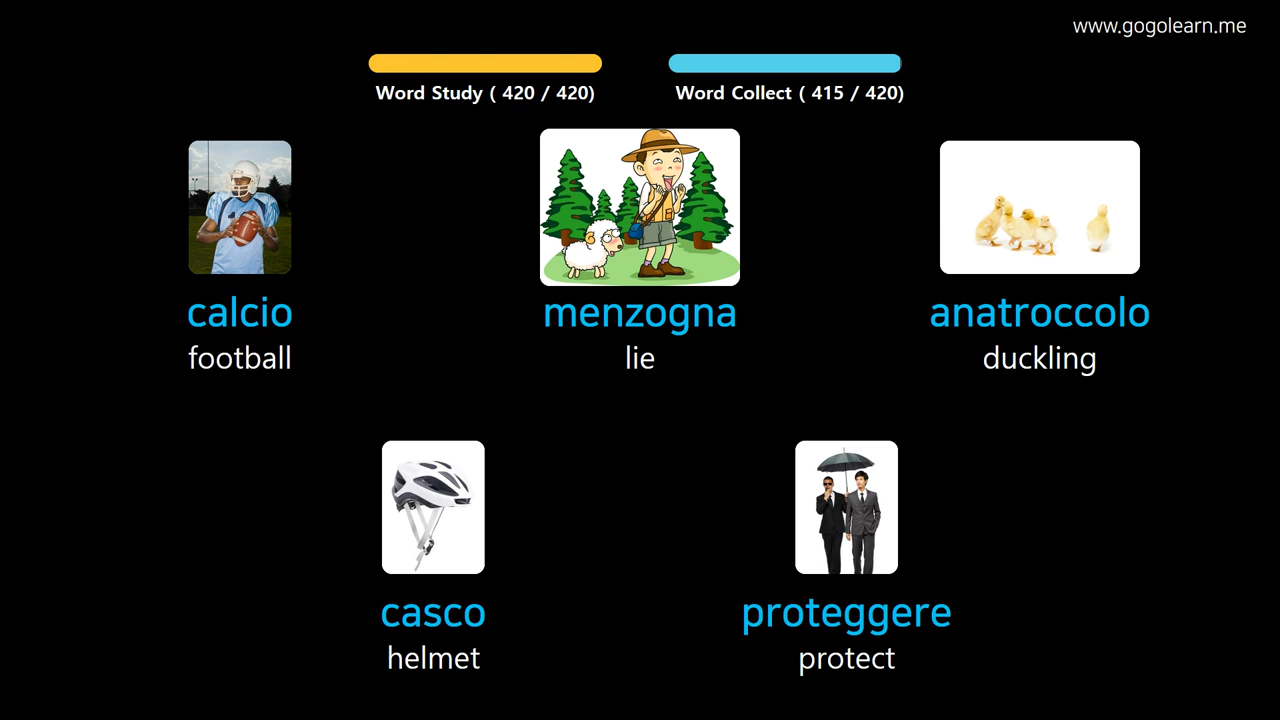 www.gogolearn.me
Word Study ( 420 / 420)
Word Collect ( 415 / 420)
calcio
football
menzogna
lie
anatroccolo
duckling
casco
helmet
proteggere
protect